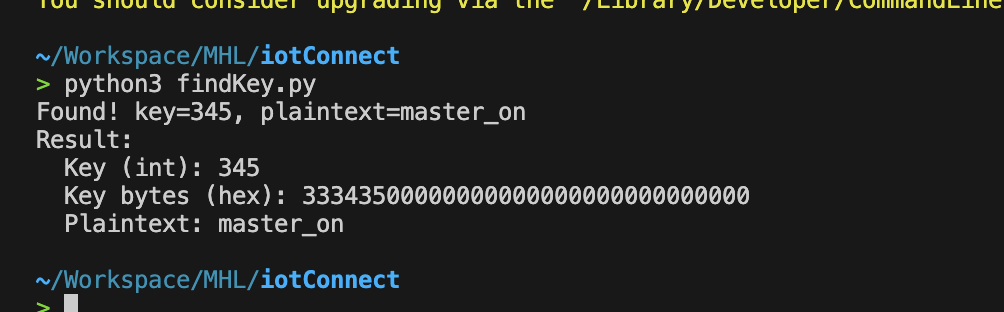 You should consider upgrading via the '/Library/Developer/CommandLine
~/Workspace/MHL/iotConnect
> python3 findKey.py
Found! key=345, plaintext=master_on
Result:
  Key (int): 345
  Key bytes (hex): 33343500000000000000000000000000
  Plaintext: master_on
~/Workspace/MHL/iotConnect
>